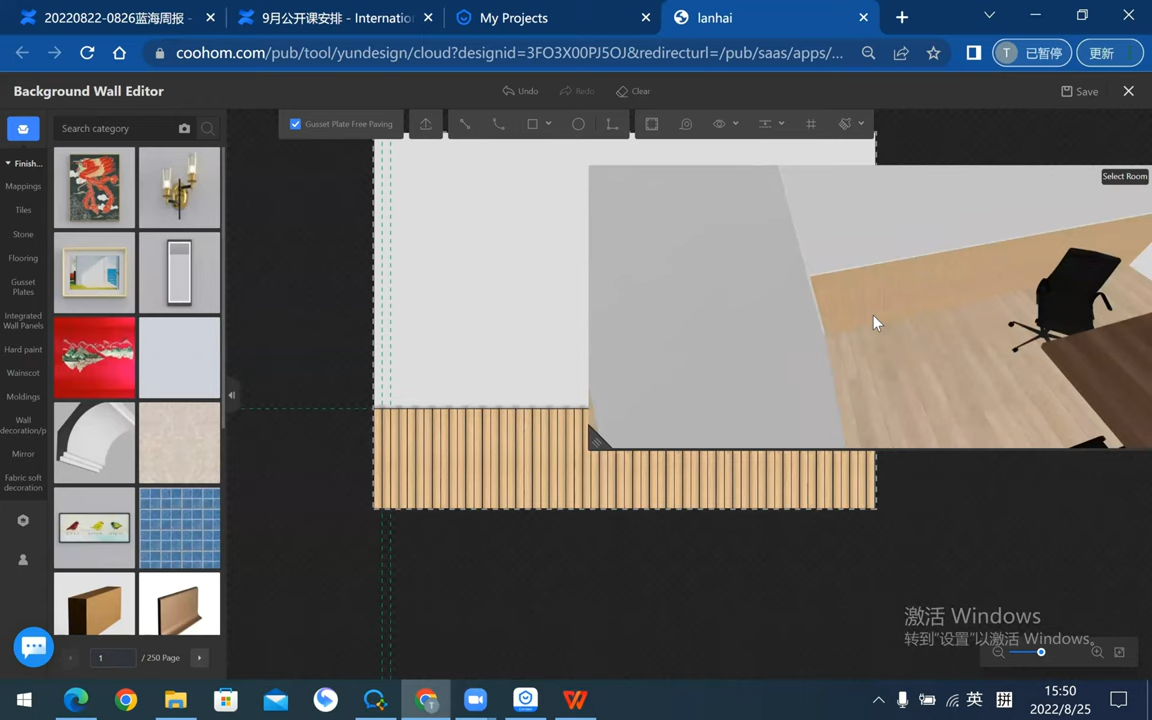 20220822-0826蓝海周报 -
9月公开课安排 - Internatio
My Projects
lanhai
coohom.com/pub/tool/yundesign/cloud?designid=3FO3X00PJ5OJ&redirecturl=/pub/saas/apps/...
T 已暂停
更新
Background Wall Editor
Undo
Redo
Clear
Save
Search category
Gusset Plate Free Paving
Finish...
Mappings
Tiles
Stone
Flooring
Gusset
Plates
Integrated
Wall Panels
Hard paint
Wainscot
Moldings
Wall
decoration/p
Mirror
Fabric soft
decoration
Select Room
激活 Windows
转到"设置"以激活 Windows。
1 / 250 Page
英
拼
15:50
2022/8/25